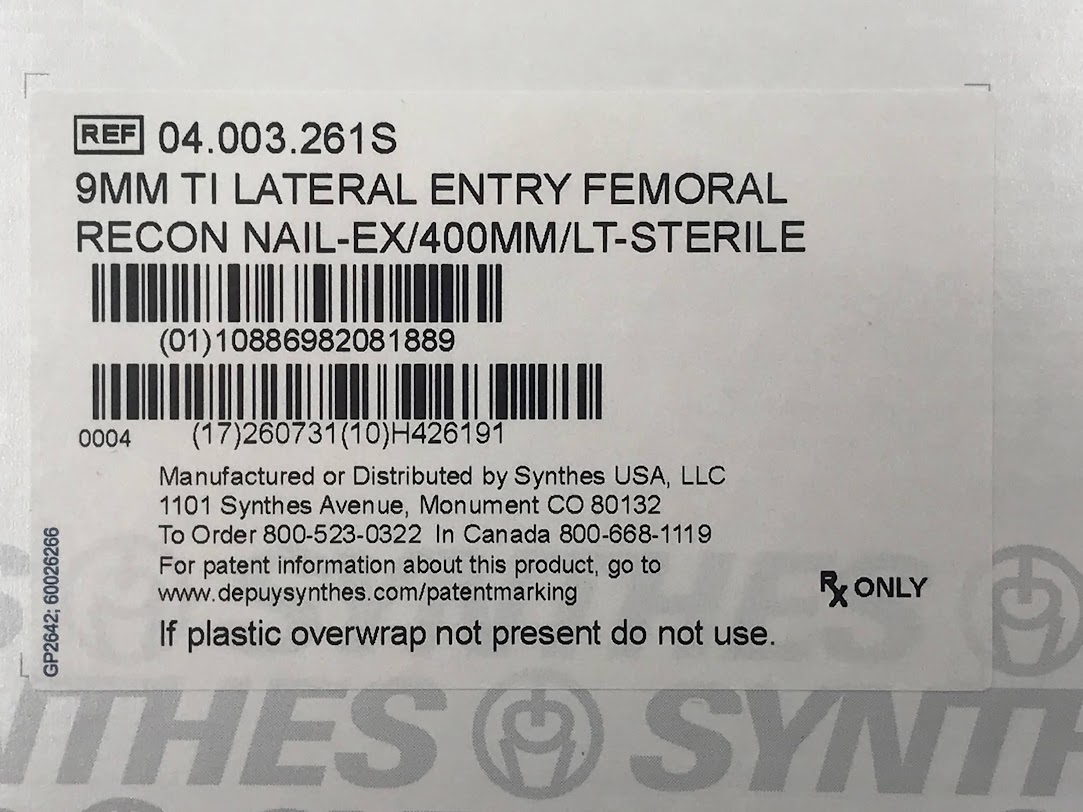 REF 04.003.261S
9MM TI LATERAL ENTRY FEMORAL
RECON NAIL-EX/400MM/LT-STERILE
(01)10886982081889
0004 (17)260731(10)H426191
Manufactured or Distributed by Synthes USA, LLC
1101 Synthes Avenue, Monument CO 80132
To Order 800-523-0322 In Canada 800-668-1119
For patent information about this product, go to
www.depuysynthes.com/patentmarking
Rx ONLY
If plastic overwrap not present do not use.
GP2642; 60026266
THES
NTHES SYNTH